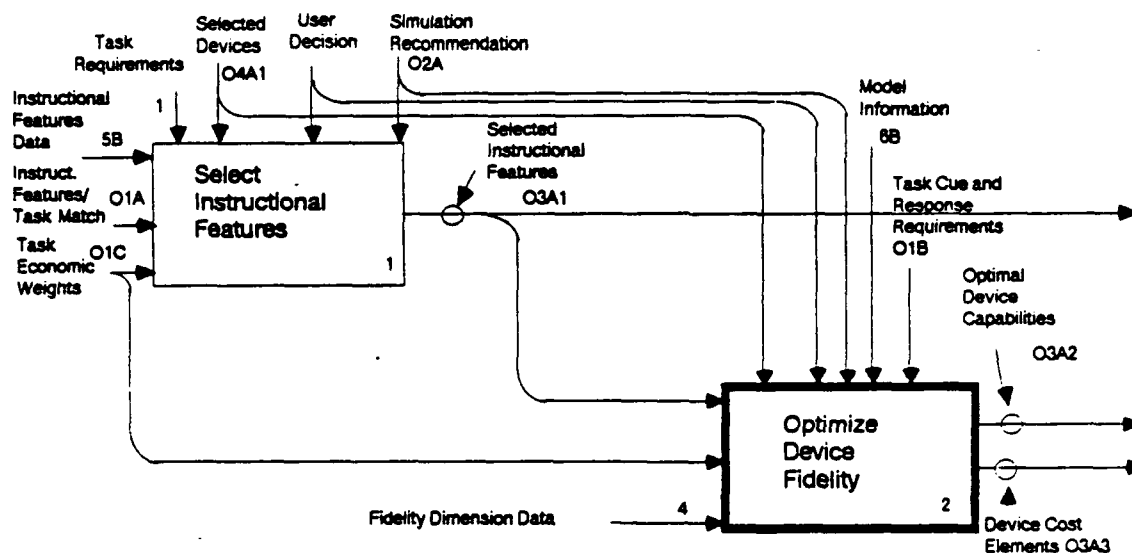 Task
Requirements
1
Selected
Devices
O4A1
User
Decision
Simulation
Recommendation
O2A
Model
Information
6B
Instructional
Features
Data
5B
Instruct.
Features/
Task Match
O1A
Task
Economic
Weights
O1C
Select
Instructional
Features
1
Selected
Instructional
Features
O3A1
Task Cue and
Response
Requirements
O1B
Optimal
Device
Capabilities
O3A2
Optimize
Device
Fidelity
2
Fidelity Dimension Data
4
Device Cost
Elements O3A3